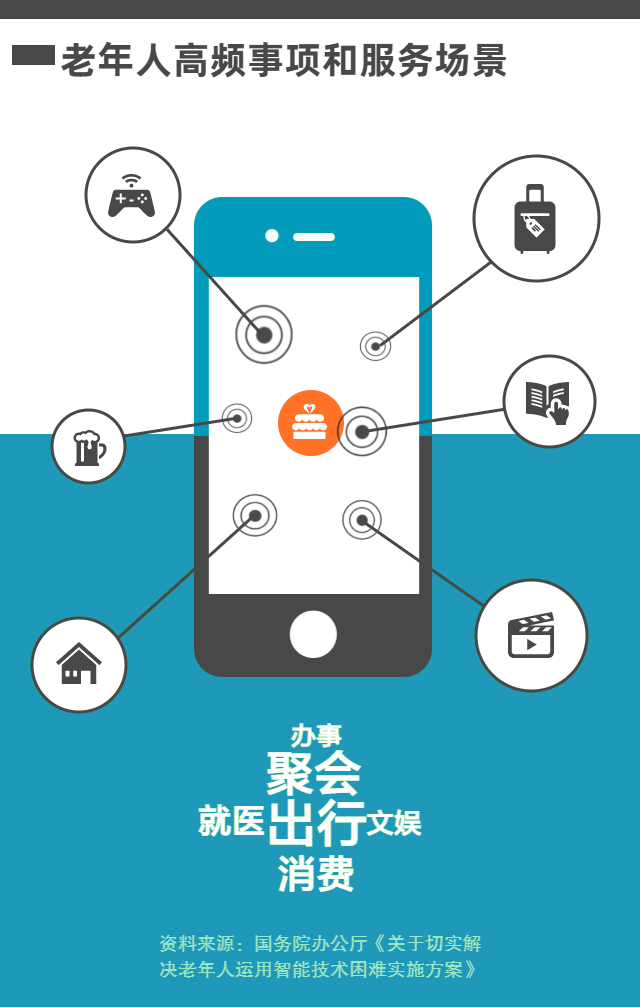 老年人高频事项和服务场景
办事
聚会
就医出行文娱
消费
资料来源：国务院办公厅《关于切实解
决老年人运用智能技术困难实施方案》